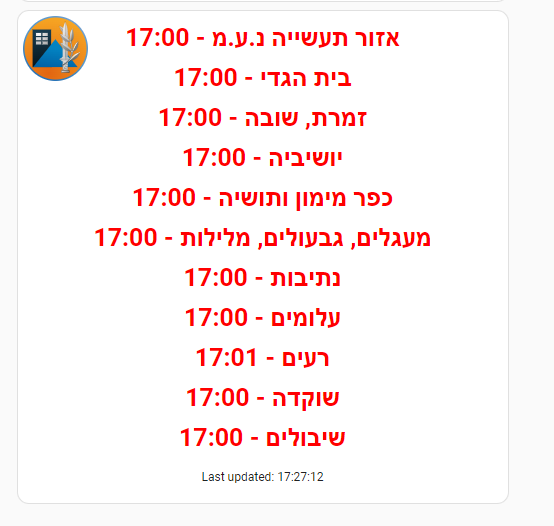 אזור תעשייה נ.ע.מ - 17:00
בית הגדי - 17:00
זמרת, שובה - 17:00
יושיביה - 17:00
כפר מימון ותושיה - 17:00
מעגלים, גבעולים, מלילות - 17:00
נתיבות - 17:00
עלומים - 17:00
רעים - 17:01
שוקדה - 17:00
שיבולים - 17:00
Last updated: 17:27:12